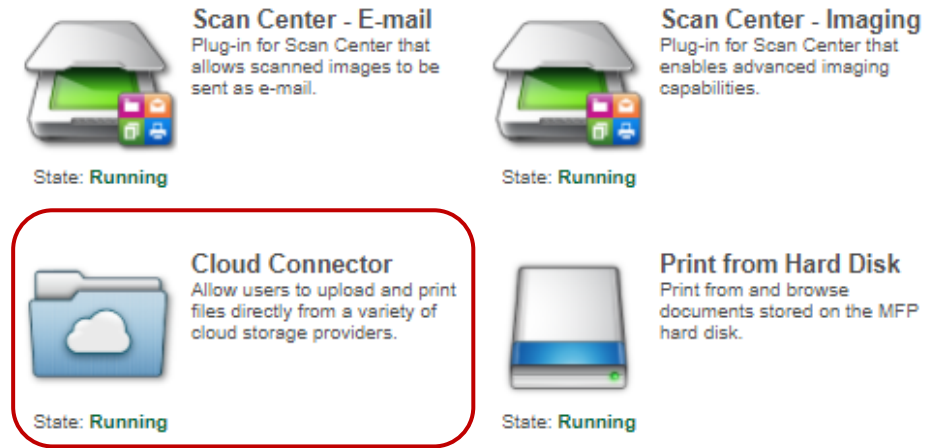 Scan Center - E-mail
Plug-in for Scan Center that
allows scanned images to be
sent as e-mail.
State: Running
Scan Center - Imaging
Plug-in for Scan Center that
enables advanced imaging
capabilities.
State: Running
Cloud Connector
Allow users to upload and print
files directly from a variety of
cloud storage providers.
State: Running
Print from Hard Disk
Print from and browse
documents stored on the MFP
hard disk.
State: Running